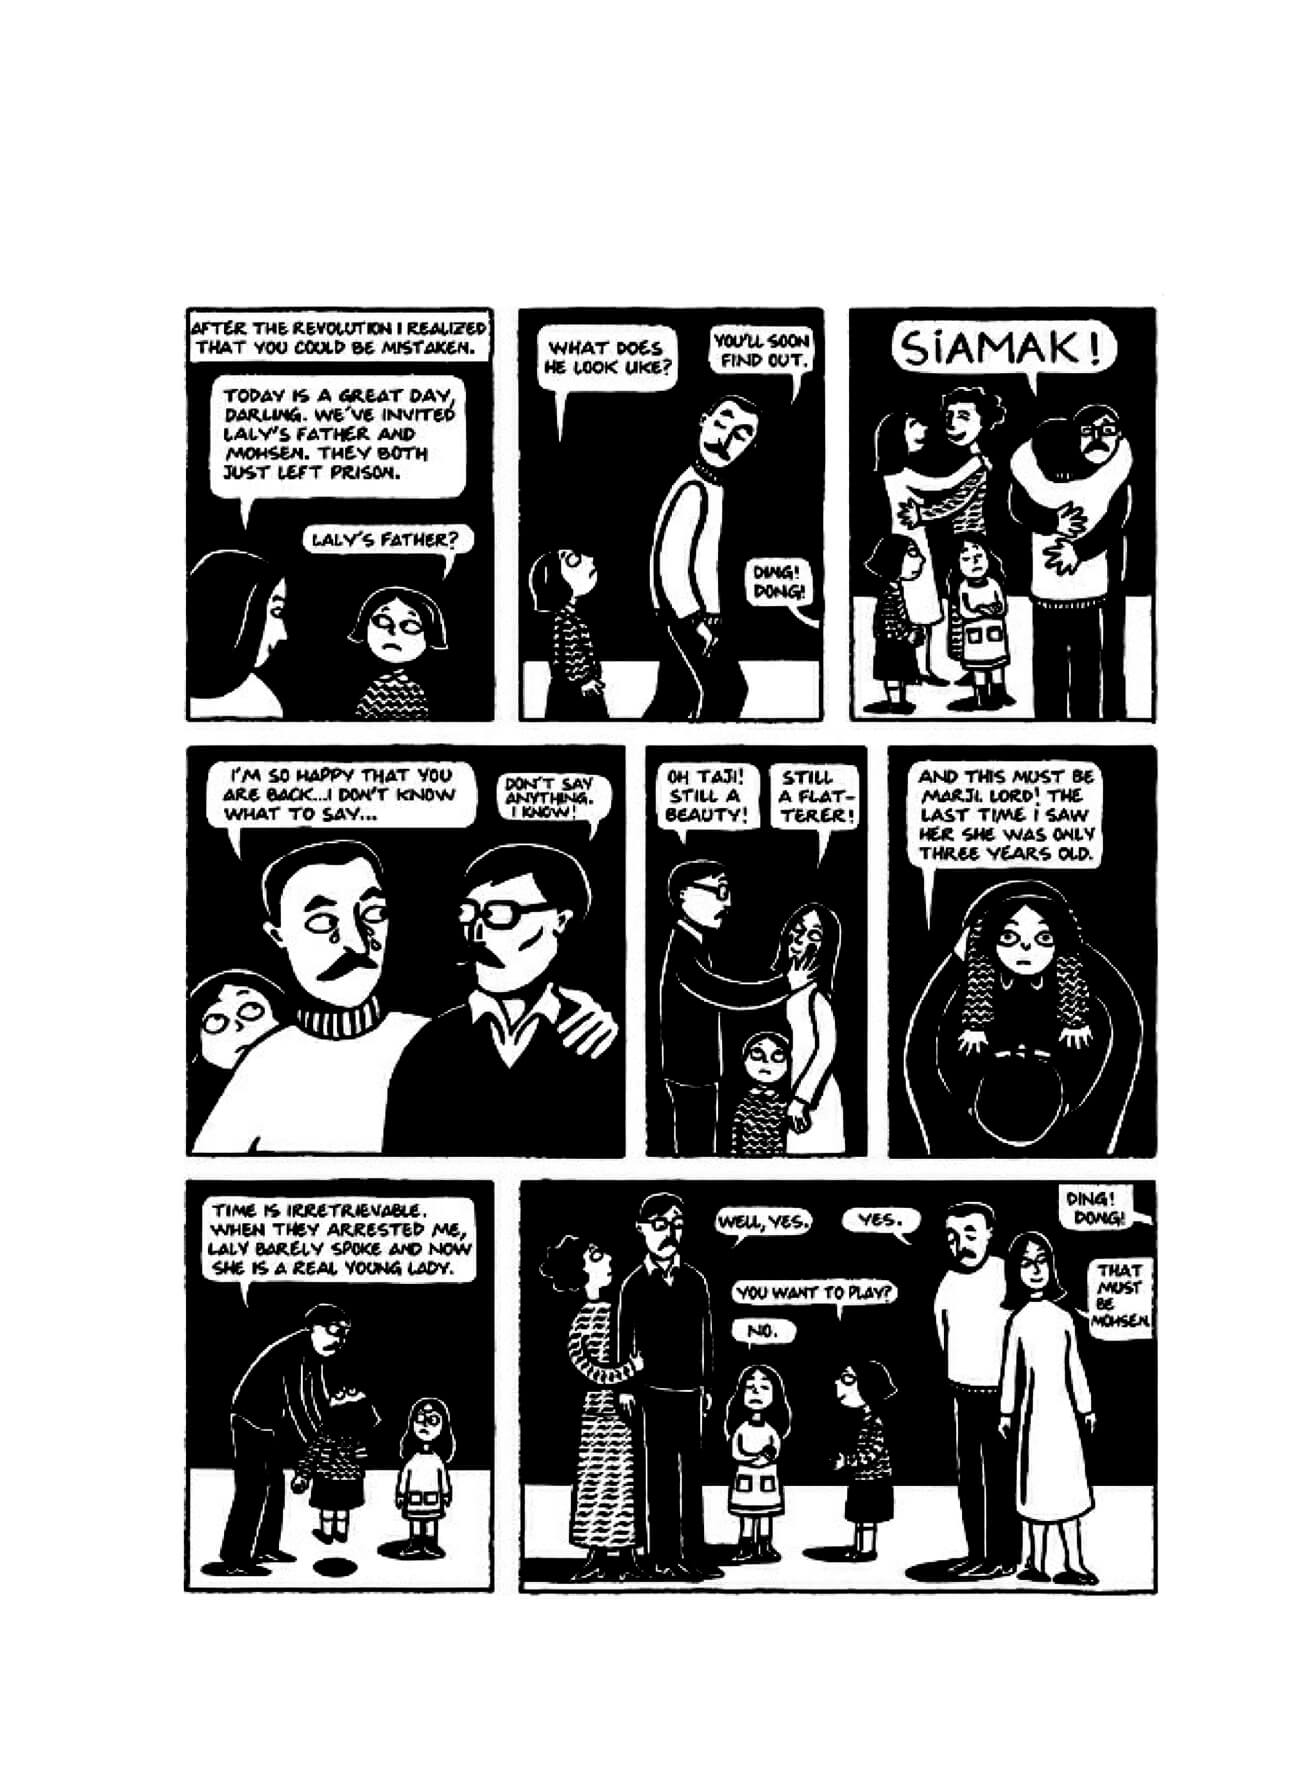 AFTER THE REVOLUTION I REALIZED
THAT YOU COULD BE MISTAKEN.
TODAY IS A GREAT DAY,
DARLING. WE'VE INVITED
LALY'S FATHER AND
MOHSEN. THEY BOTH
JUST LEFT PRISON.
LALY'S FATHER?
WHAT DOES
HE LOOK LIKE?
YOU'LL SOON
FIND OUT.
DING!
DONG!
SIAMAK!
I'M SO HAPPY THAT YOU
ARE BACK...I DON'T KNOW
WHAT TO SAY...
DON'T SAY
ANYTHING.
I KNOW!
OH TAJI!
STILL A
BEAUTY!
STILL
A FLAT-
TERER!
AND THIS MUST BE
MARJI. LORD! THE
LAST TIME I SAW
HER SHE WAS ONLY
THREE YEARS OLD.
TIME IS IRRETRIEVABLE.
WHEN THEY ARRESTED ME,
LALY BARELY SPOKE AND NOW
SHE IS A REAL YOUNG LADY.
WELL, YES.
YES.
YOU WANT TO PLAY?
NO.
DING!
DONG!
THAT
MUST
BE
MOHSEN.